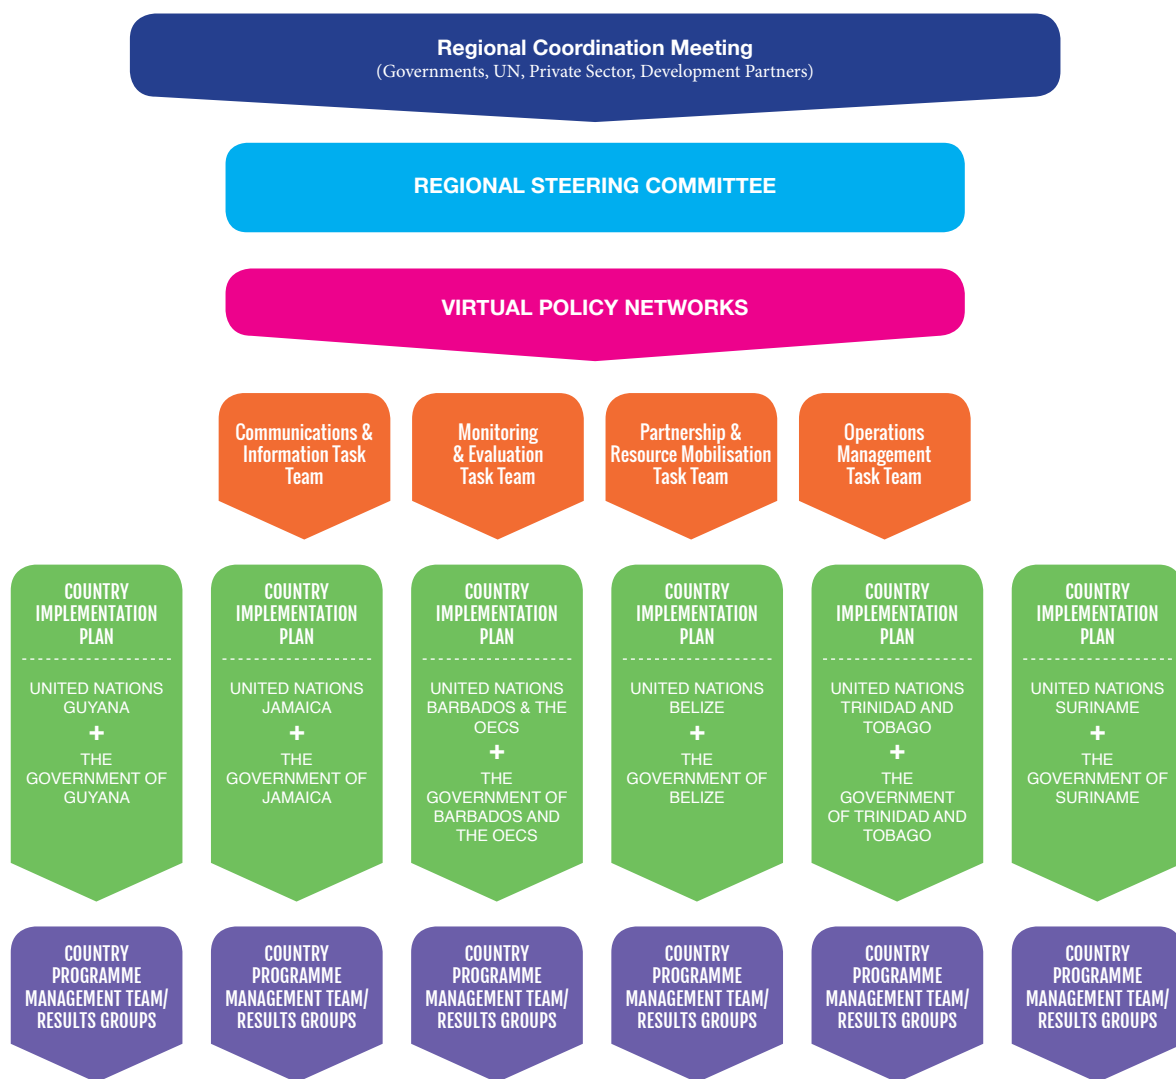 Regional Coordination Meeting
(Governments, UN, Private Sector, Development Partners)
REGIONAL STEERING COMMITTEE
VIRTUAL POLICY NETWORKS
Communications &
Information Task
Team
Monitoring
& Evaluation
Task Team
Partnership &
Resource Mobilisation
Task Team
Operations
Management
Task Team
COUNTRY
IMPLEMENTATION
PLAN
UNITED NATIONS
GUYANA
+
THE
GOVERNMENT OF
GUYANA
COUNTRY
IMPLEMENTATION
PLAN
UNITED NATIONS
JAMAICA
+
THE
GOVERNMENT OF
JAMAICA
COUNTRY
IMPLEMENTATION
PLAN
UNITED NATIONS
BARBADOS & THE
OECS
+
THE
GOVERNMENT OF
BARBADOS AND
THE OECS
COUNTRY
IMPLEMENTATION
PLAN
UNITED NATIONS
BELIZE
+
THE
GOVERNMENT OF
BELIZE
COUNTRY
IMPLEMENTATION
PLAN
UNITED NATIONS
TRINIDAD AND
TOBAGO
+
THE
GOVERNMENT
OF TRINIDAD AND
TOBAGO
COUNTRY
IMPLEMENTATION
PLAN
UNITED NATIONS
SURINAME
+
THE
GOVERNMENT OF
SURINAME
COUNTRY
PROGRAMME
MANAGEMENT TEAM/
RESULTS GROUPS
COUNTRY
PROGRAMME
MANAGEMENT TEAM/
RESULTS GROUPS
COUNTRY
PROGRAMME
MANAGEMENT TEAM/
RESULTS GROUPS
COUNTRY
PROGRAMME
MANAGEMENT TEAM/
RESULTS GROUPS
COUNTRY
PROGRAMME
MANAGEMENT TEAM/
RESULTS GROUPS
COUNTRY
PROGRAMME
MANAGEMENT TEAM/
RESULTS GROUPS